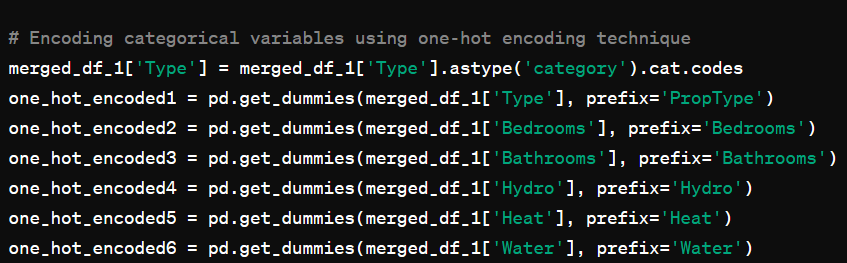 # Encoding categorical variables using one-hot encoding technique
merged_df_1['Type'] = merged_df_1['Type'].astype('category').cat.codes
one_hot_encoded1 = pd.get_dummies(merged_df_1['Type'], prefix='PropType')
one_hot_encoded2 = pd.get_dummies(merged_df_1['Bedrooms'], prefix='Bedrooms')
one_hot_encoded3 = pd.get_dummies(merged_df_1['Bathrooms'], prefix='Bathrooms')
one_hot_encoded4 = pd.get_dummies(merged_df_1['Hydro'], prefix='Hydro')
one_hot_encoded5 = pd.get_dummies(merged_df_1['Heat'], prefix='Heat')
one_hot_encoded6 = pd.get_dummies(merged_df_1['Water'], prefix='Water')